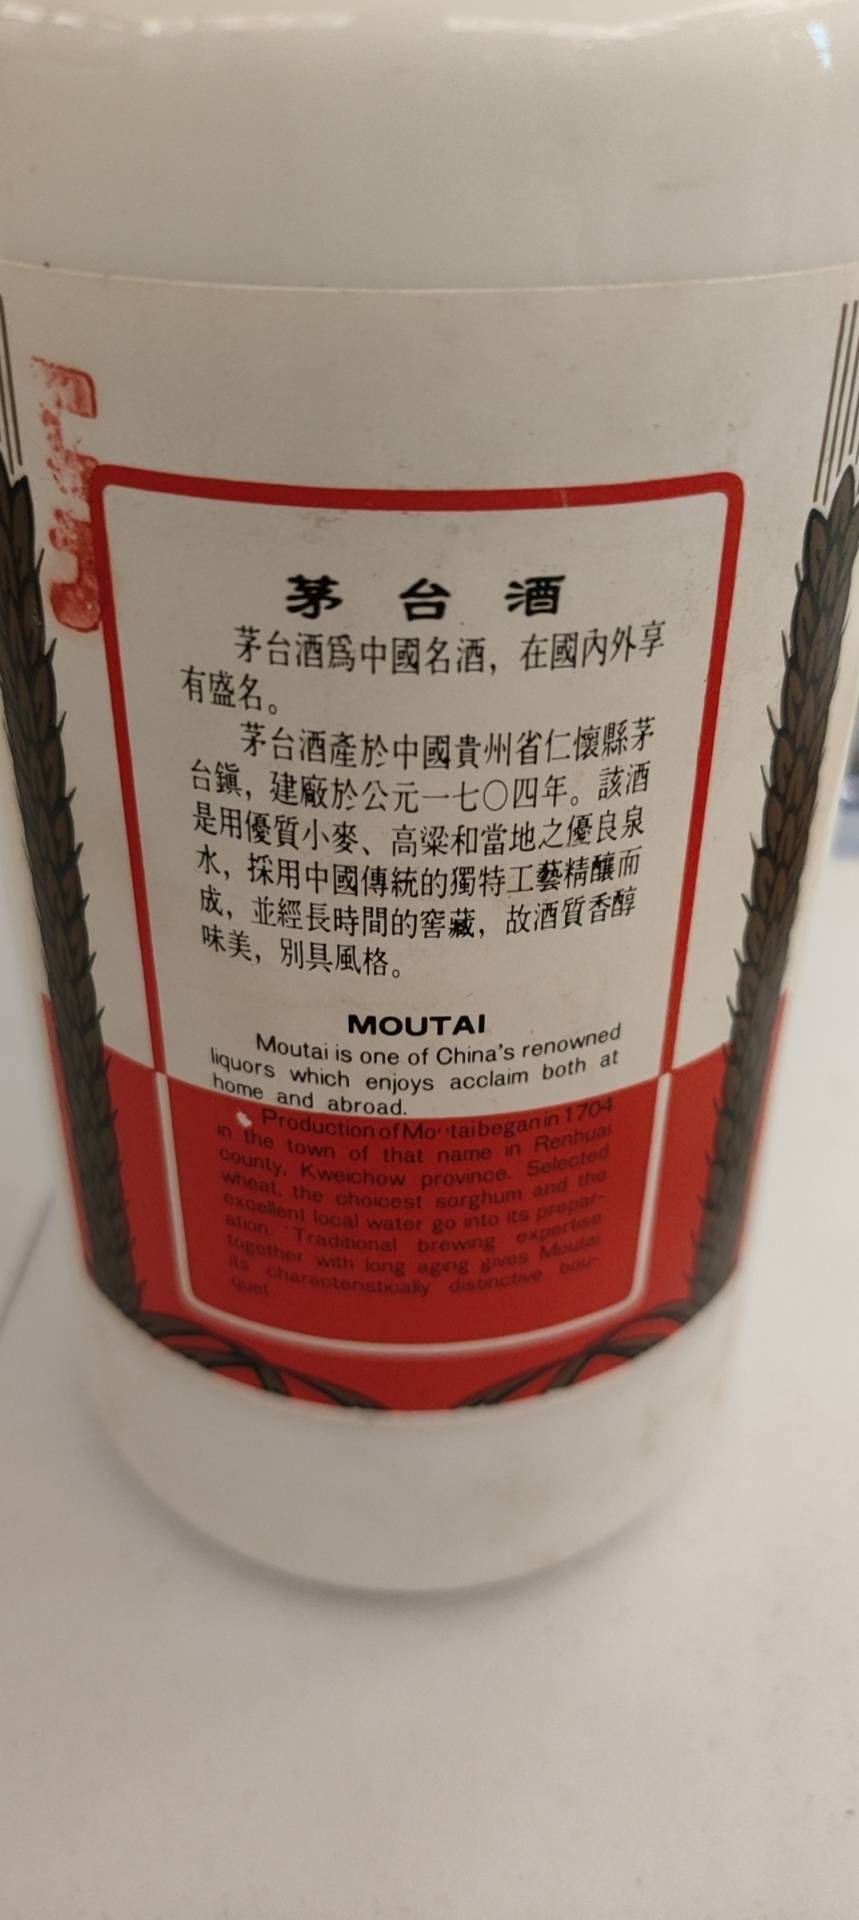 茅台酒
茅台酒爲中國名酒，在國內外享
有盛名。
茅台酒產於中國貴州省仁懷縣茅
台鎭，建廠於公元一七〇四年。該酒
是用優質小麥、高粱和當地之優良泉
水，採用中國傳統的獨特工藝精釀而
成，並經長時間的窖藏，故酒質香醇
味美，別具風格。
MOUTAI
Moutai is one of China's renowned
liquors which enjoys acclaim both at
home and abroad.
Production of Moutai began in 1704
in the town of that name in Renhuai
county, Kweichow province. Selected
wheat, the choicest sorghum and the
excellent local water go into its prepar-
ation. Traditional brewing expertise
together with long aging gives Moutai
its characteristically distinctive bou-
quet